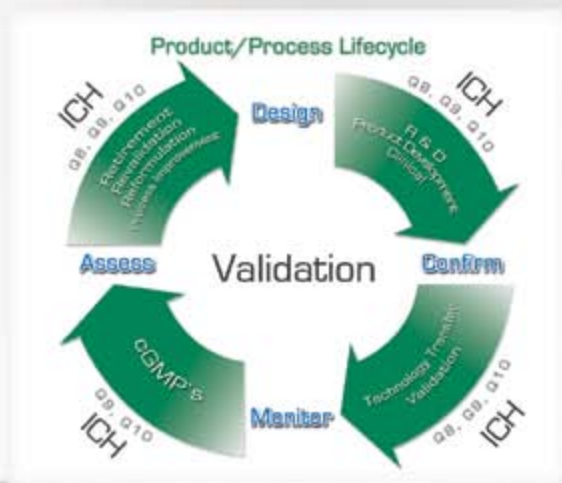 Product/Process Lifecycle
Design
ICH
Q8, Q9, Q10
R & D
Product Development
Clinical
Confirm
Technology Transfer
Validation
ICH
Q8, Q9, Q10
Monitor
cGMP's
ICH
Q9, Q10
Assess
Retirement
Revalidation
Reformulation
Process Improvement
ICH
Q8, Q9, Q10
Validation